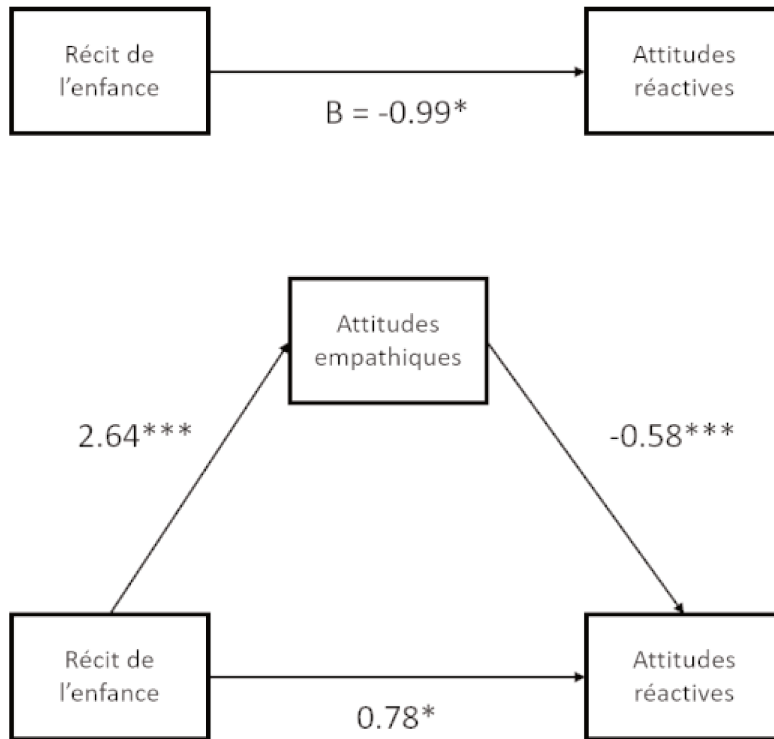 Récit de
l'enfance
Attitudes
réactives
B = -0.99*
Attitudes
empathiques
2.64***
-0.58***
Récit de
l'enfance
Attitudes
réactives
0.78*